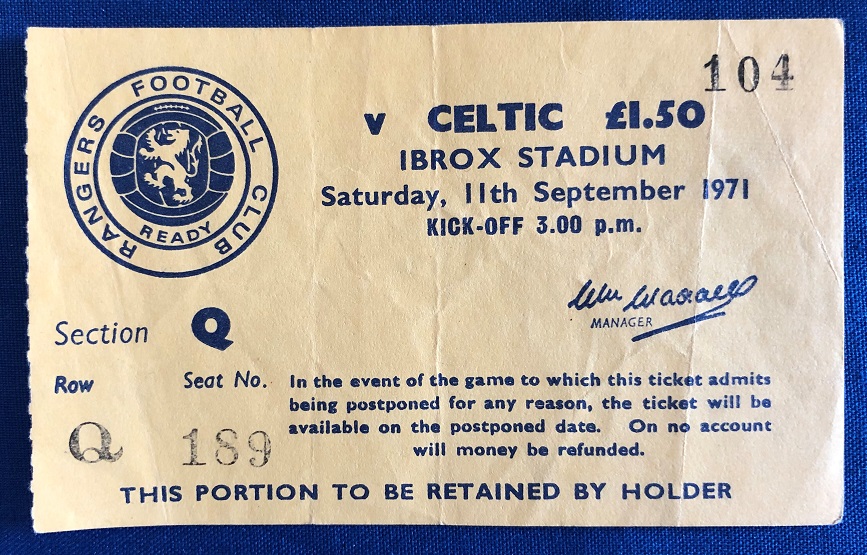 104
RANGERS FOOTBALL CLUB
READY
v CELTIC £1.50
IBROX STADIUM
Saturday, 11th September 1971
KICK-OFF 3.00 p.m.
MANAGER
Section Q
Row Seat No.
Q 189
In the event of the game to which this ticket admits
being postponed for any reason, the ticket will be
available on the postponed date. On no account
will money be refunded.
THIS PORTION TO BE RETAINED BY HOLDER